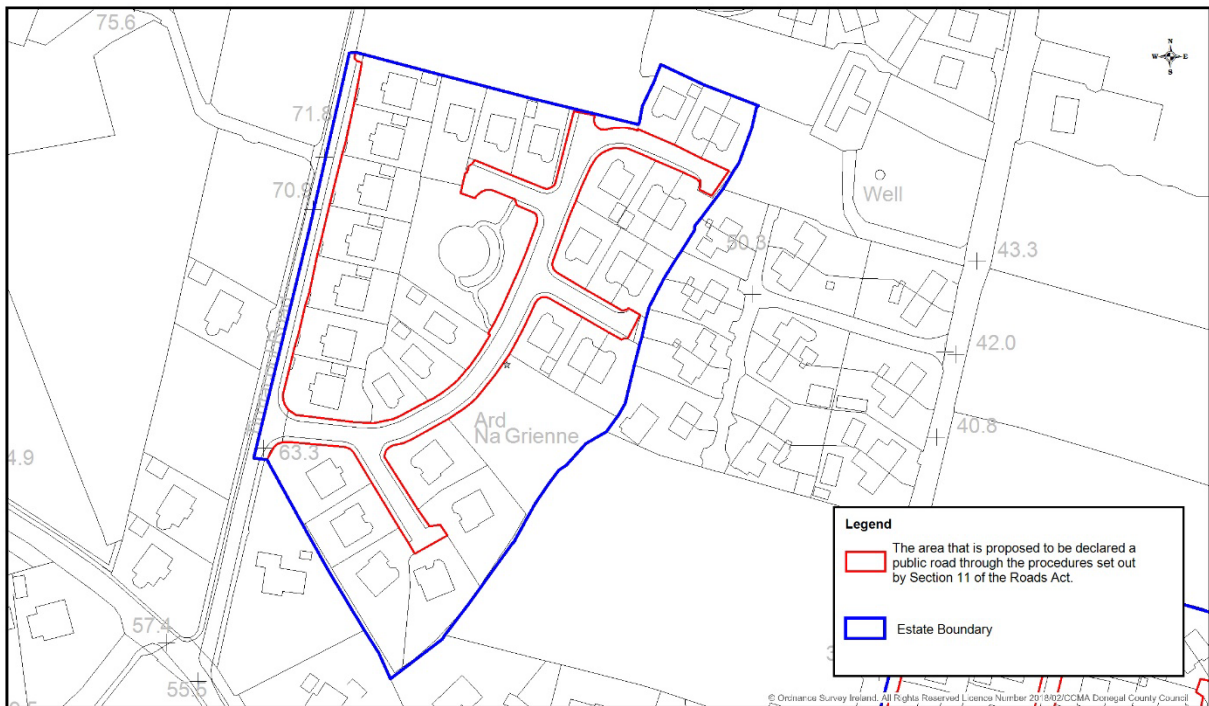 75.6
N
W E
S
71.8
70.9
Well
50.3
43.3
42.0
Ard
Na Grienne
40.8
63.3
4.9
Legend
The area that is proposed to be declared a
public road through the procedures set out
by Section 11 of the Roads Act.
Estate Boundary
57.4
55.5
© Ordnance Survey Ireland. All Rights Reserved Licence Number 2018/02/CCMA Donegal County Council